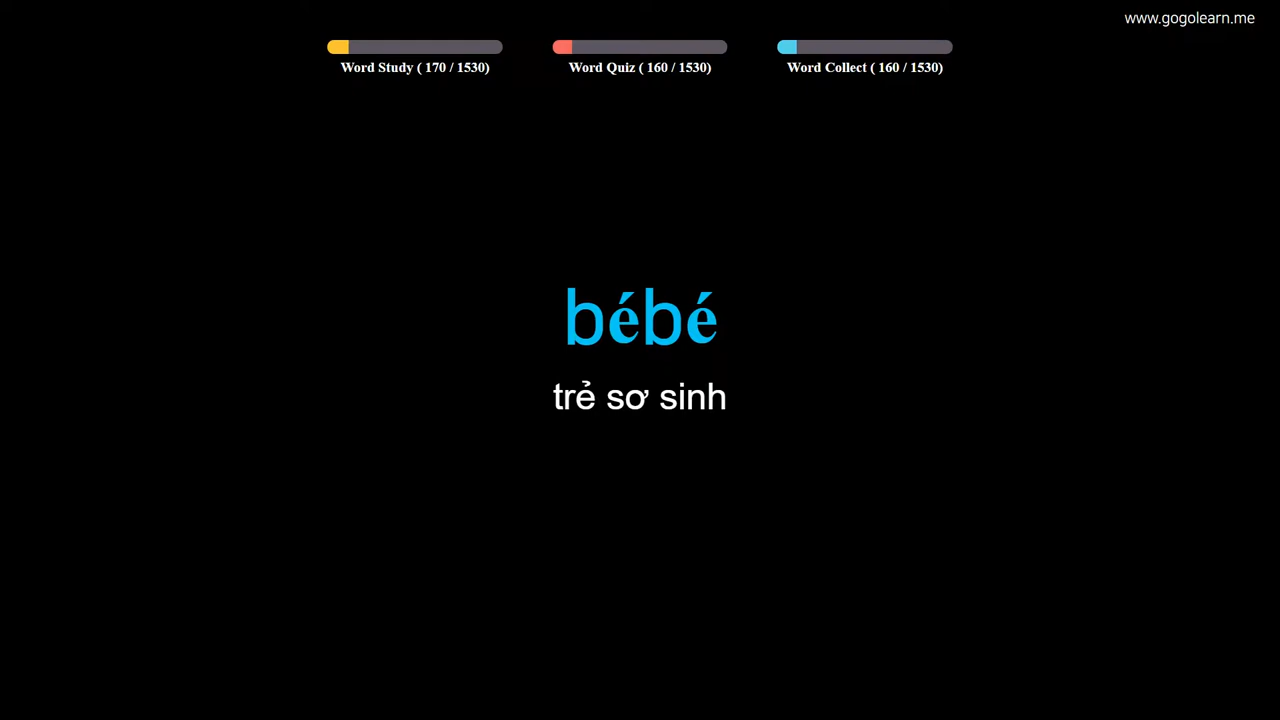 www.gogolearn.me
Word Study ( 170 / 1530)
Word Quiz ( 160 / 1530)
Word Collect ( 160 / 1530)
bébé
trẻ sơ sinh